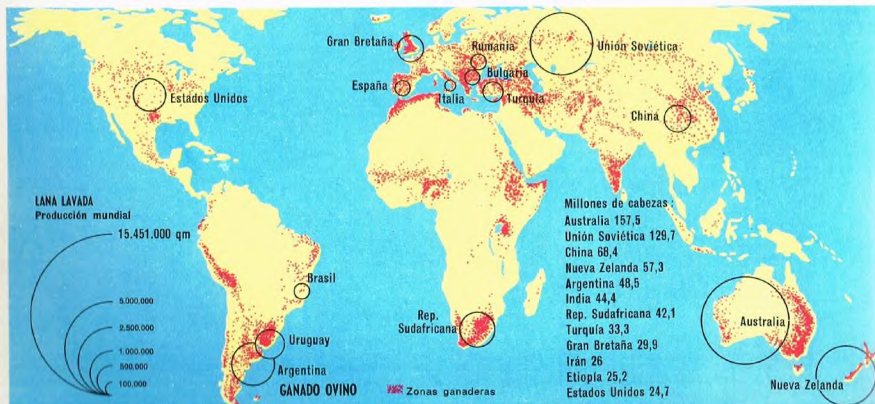 Gran Bretaña
Rumania
Unión Soviética
Bulgaria
España
Italia
Turquía
Estados Unidos
China
LANA LAVADA
Producción mundial
15.451.000 qm
5.000.000
2.500.000
1.000.000
500.000
100.000
Brasil
Uruguay
Argentina
Rep.
Sudafricana
Australia
Nueva Zelanda
GANADO OVINO
Zonas ganaderas
Millones de cabezas :
Australia 157,5
Unión Soviética 129,7
China 68,4
Nueva Zelanda 57,3
Argentina 48,5
India 44,4
Rep. Sudafricana 42,1
Turquía 33,3
Gran Bretaña 29,9
Irán 26
Etiopía 25,2
Estados Unidos 24,7